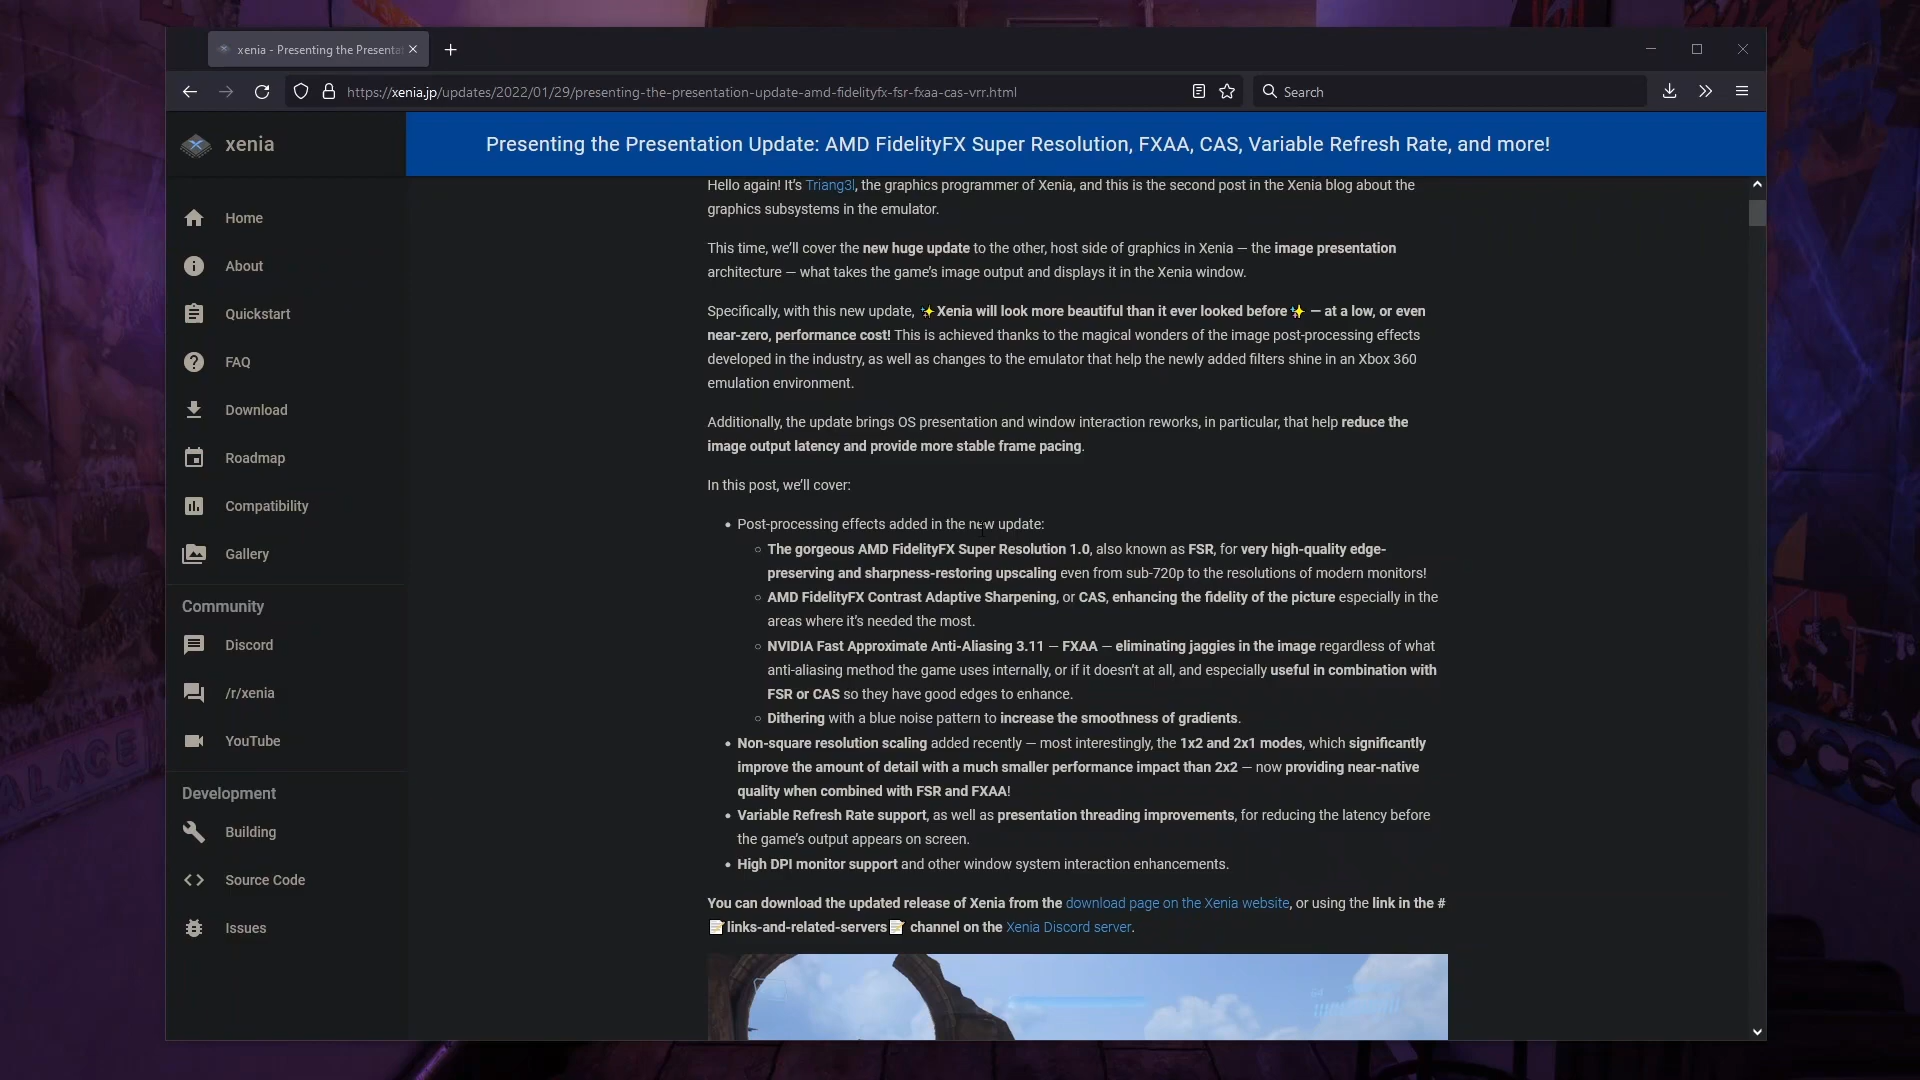 xenia - Presenting the Presenta
https://xenia.jp/updates/2022/01/29/presenting-the-presentation-update-amd-fidelityfx-fsr-fxaa-cas-vrr.html
Search
xenia
Presenting the Presentation Update: AMD FidelityFX Super Resolution, FXAA, CAS, Variable Refresh Rate, and more!
Home
About
Quickstart
FAQ
Download
Roadmap
Compatibility
Gallery
Community
Discord
/r/xenia
YouTube
Development
Building
Source Code
Issues
Hello again! It's Triang3l, the graphics programmer of Xenia, and this is the second post in the Xenia blog about the
graphics subsystems in the emulator.
This time, we'll cover the new huge update to the other, host side of graphics in Xenia — the image presentation
architecture — what takes the game's image output and displays it in the Xenia window.
Specifically, with this new update, ✨Xenia will look more beautiful than it ever looked before✨ — at a low, or even
near-zero, performance cost! This is achieved thanks to the magical wonders of the image post-processing effects
developed in the industry, as well as changes to the emulator that help the newly added filters shine in an Xbox 360
emulation environment.
Additionally, the update brings OS presentation and window interaction reworks, in particular, that help reduce the
image output latency and provide more stable frame pacing.
In this post, we'll cover:
• Post-processing effects added in the new update:
◦ The gorgeous AMD FidelityFX Super Resolution 1.0, also known as FSR, for very high-quality edge-
preserving and sharpness-restoring upscaling even from sub-720p to the resolutions of modern monitors!
◦ AMD FidelityFX Contrast Adaptive Sharpening, or CAS, enhancing the fidelity of the picture especially in the
areas where it's needed the most.
◦ NVIDIA Fast Approximate Anti-Aliasing 3.11 — FXAA — eliminating jaggies in the image regardless of what
anti-aliasing method the game uses internally, or if it doesn't at all, and especially useful in combination with
FSR or CAS so they have good edges to enhance.
◦ Dithering with a blue noise pattern to increase the smoothness of gradients.
• Non-square resolution scaling added recently — most interestingly, the 1x2 and 2x1 modes, which significantly
improve the amount of detail with a much smaller performance impact than 2x2 — now providing near-native
quality when combined with FSR and FXAA!
• Variable Refresh Rate support, as well as presentation threading improvements, for reducing the latency before
the game's output appears on screen.
• High DPI monitor support and other window system interaction enhancements.
You can download the updated release of Xenia from the download page on the Xenia website, or using the link in the #
📝links-and-related-servers📝 channel on the Xenia Discord server.